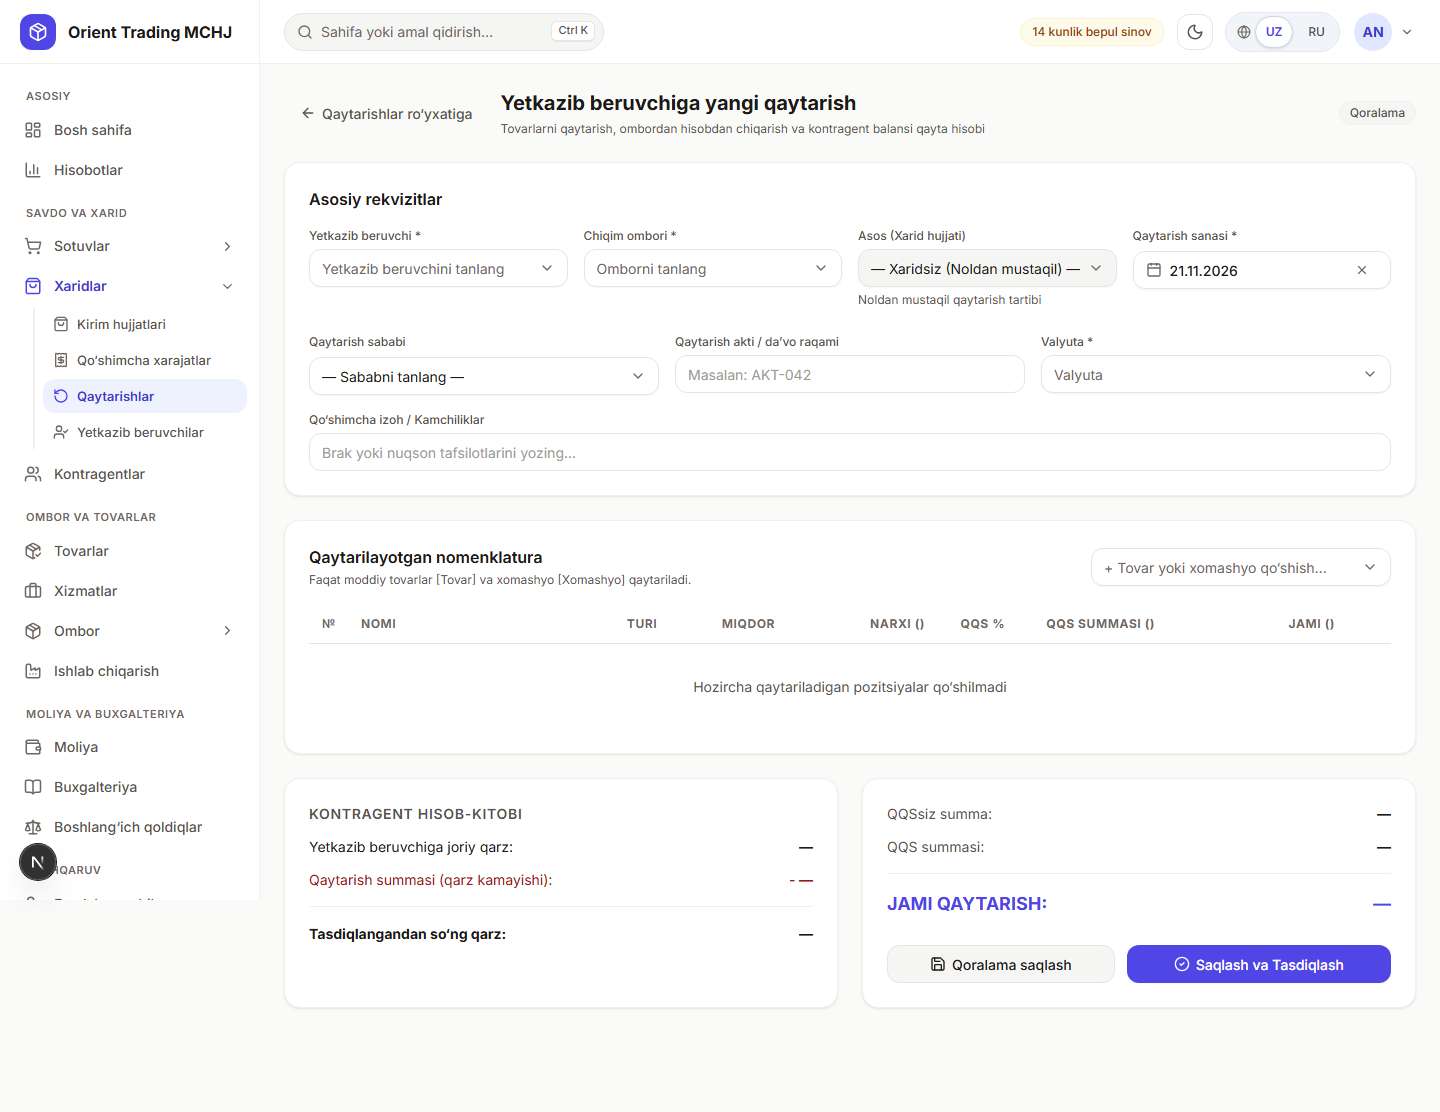 Orient Trading MCHJ
Sahifa yoki amal qidirish...
Ctrl K
14 kunlik bepul sinov
UZ
RU
AN
ASOSIY
Bosh sahifa
Hisobotlar
SAVDO VA XARID
Sotuvlar
Xaridlar
Kirim hujjatlari
Qo‘shimcha xarajatlar
Qaytarishlar
Yetkazib beruvchilar
Kontragentlar
OMBOR VA TOVARLAR
Tovarlar
Xizmatlar
Ombor
Ishlab chiqarish
MOLIYA VA BUXGALTERIYA
Moliya
Buxgalteriya
Boshlang‘ich qoldiqlar
N
Qaytarishlar ro‘yxatiga
Yetkazib beruvchiga yangi qaytarish
Tovarlarni qaytarish, ombordan hisobdan chiqarish va kontragent balansi qayta hisobi
Qoralama
Asosiy rekvizitlar
Yetkazib beruvchi *
Yetkazib beruvchini tanlang
Chiqim ombori *
Omborni tanlang
Asos (Xarid hujjati)
— Xaridsiz (Noldan mustaqil) —
Noldan mustaqil qaytarish tartibi
Qaytarish sanasi *
21.11.2026
Qaytarish sababi
— Sababni tanlang —
Qaytarish akti / da’vo raqami
Masalan: AKT-042
Valyuta *
Valyuta
Qo‘shimcha izoh / Kamchiliklar
Brak yoki nuqson tafsilotlarini yozing...
Qaytarilayotgan nomenklatura
Faqat moddiy tovarlar [Tovar] va xomashyo [Xomashyo] qaytariladi.
+ Tovar yoki xomashyo qo‘shish...
№ NOMI TURI MIQDOR NARXI () QQS % QQS SUMMASI () JAMI ()
Hozircha qaytariladigan pozitsiyalar qo‘shilmadi
KONTRAGENT HISOB-KITOBI
Yetkazib beruvchiga joriy qarz: —
Qaytarish summasi (qarz kamayishi): - —
Tasdiqlangandan so‘ng qarz: —
QQSsiz summa: —
QQS summasi: —
JAMI QAYTARISH: —
Qoralama saqlash
Saqlash va Tasdiqlash